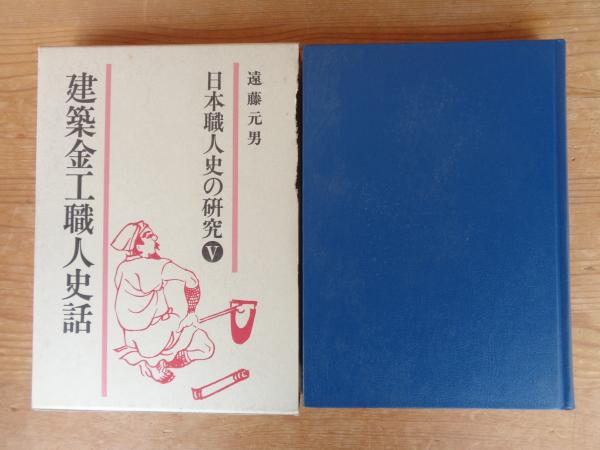 遠藤元男
日本職人史の研究Ⅴ
建築金工職人史話